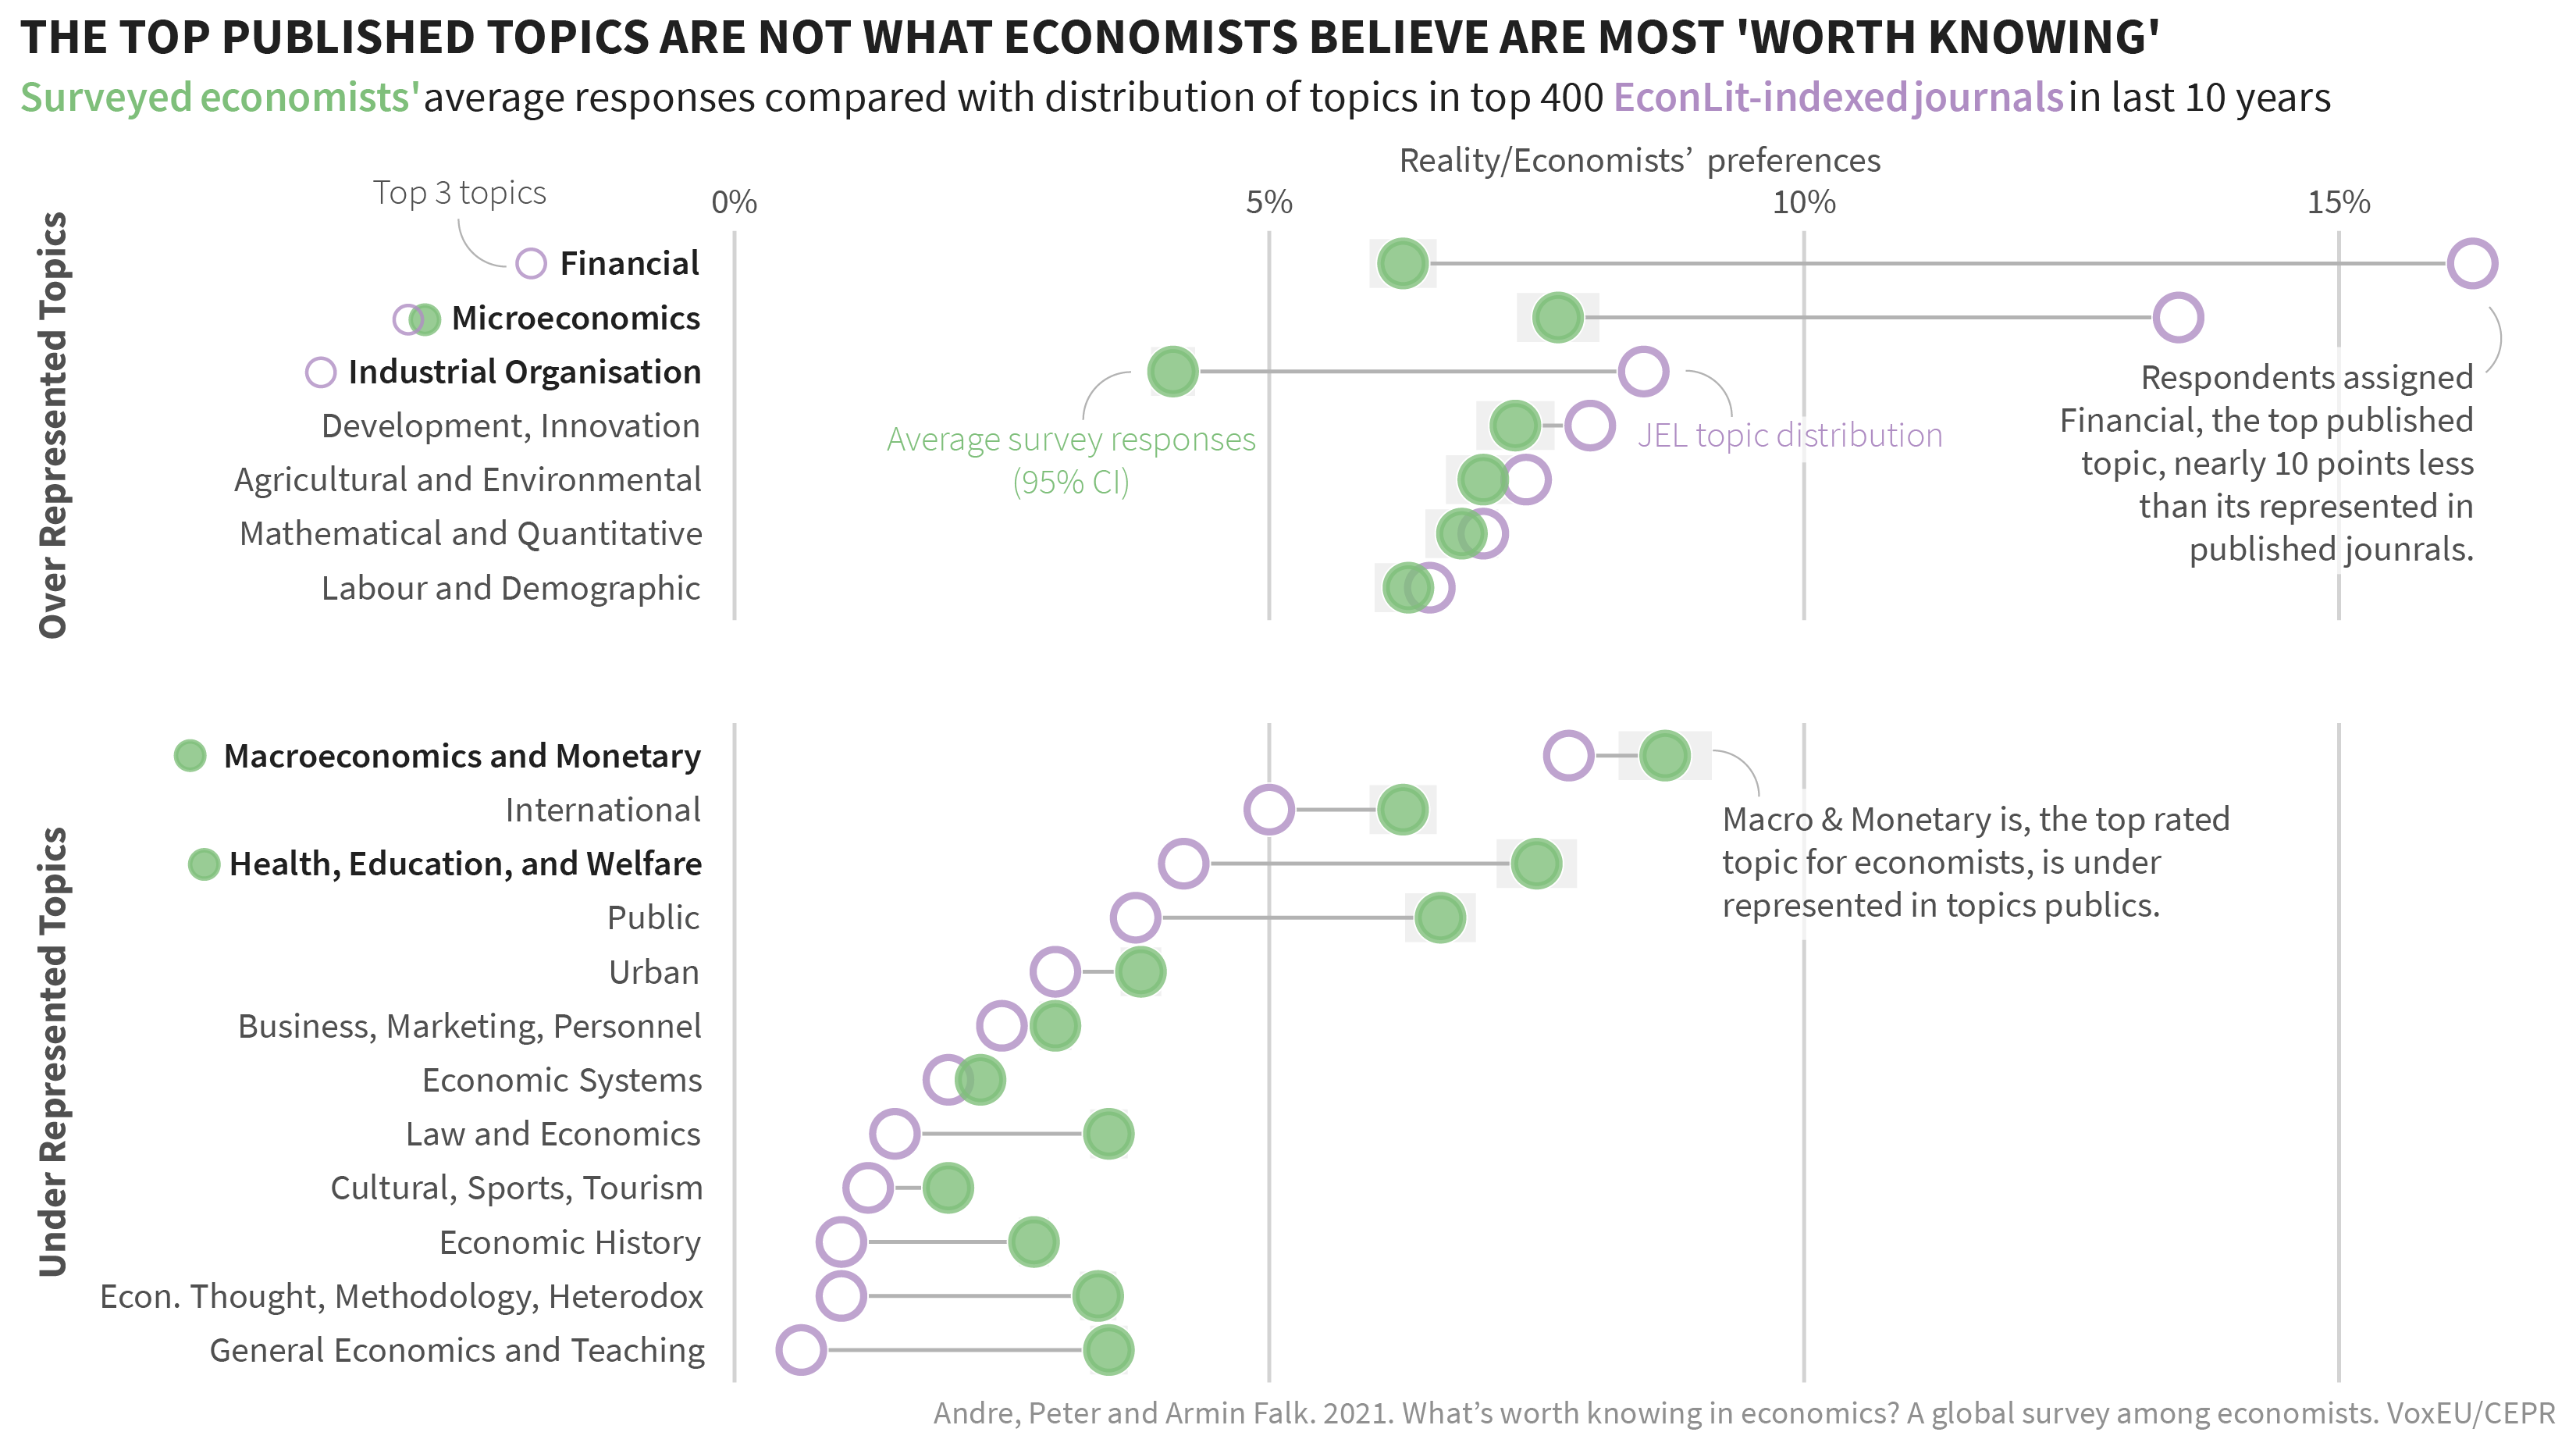 THE TOP PUBLISHED TOPICS ARE NOT WHAT ECONOMISTS BELIEVE ARE MOST 'WORTH KNOWING'
Surveyed economists' average responses compared with distribution of topics in top 400 EconLit-indexed journals in last 10 years
Reality/Economists’ preferences
Top 3 topics
0% 5% 10% 15%
Over Represented Topics
Financial
Microeconomics
Industrial Organisation
Development, Innovation
Agricultural and Environmental
Mathematical and Quantitative
Labour and Demographic
Average survey responses
(95% CI)
JEL topic distribution
Respondents assigned
Financial, the top published
topic, nearly 10 points less
than its represented in
published jounrals.
Under Represented Topics
Macroeconomics and Monetary
International
Health, Education, and Welfare
Public
Urban
Business, Marketing, Personnel
Economic Systems
Law and Economics
Cultural, Sports, Tourism
Economic History
Econ. Thought, Methodology, Heterodox
General Economics and Teaching
Macro & Monetary is, the top rated
topic for economists, is under
represented in topics publics.
Andre, Peter and Armin Falk. 2021. What’s worth knowing in economics? A global survey among economists. VoxEU/CEPR